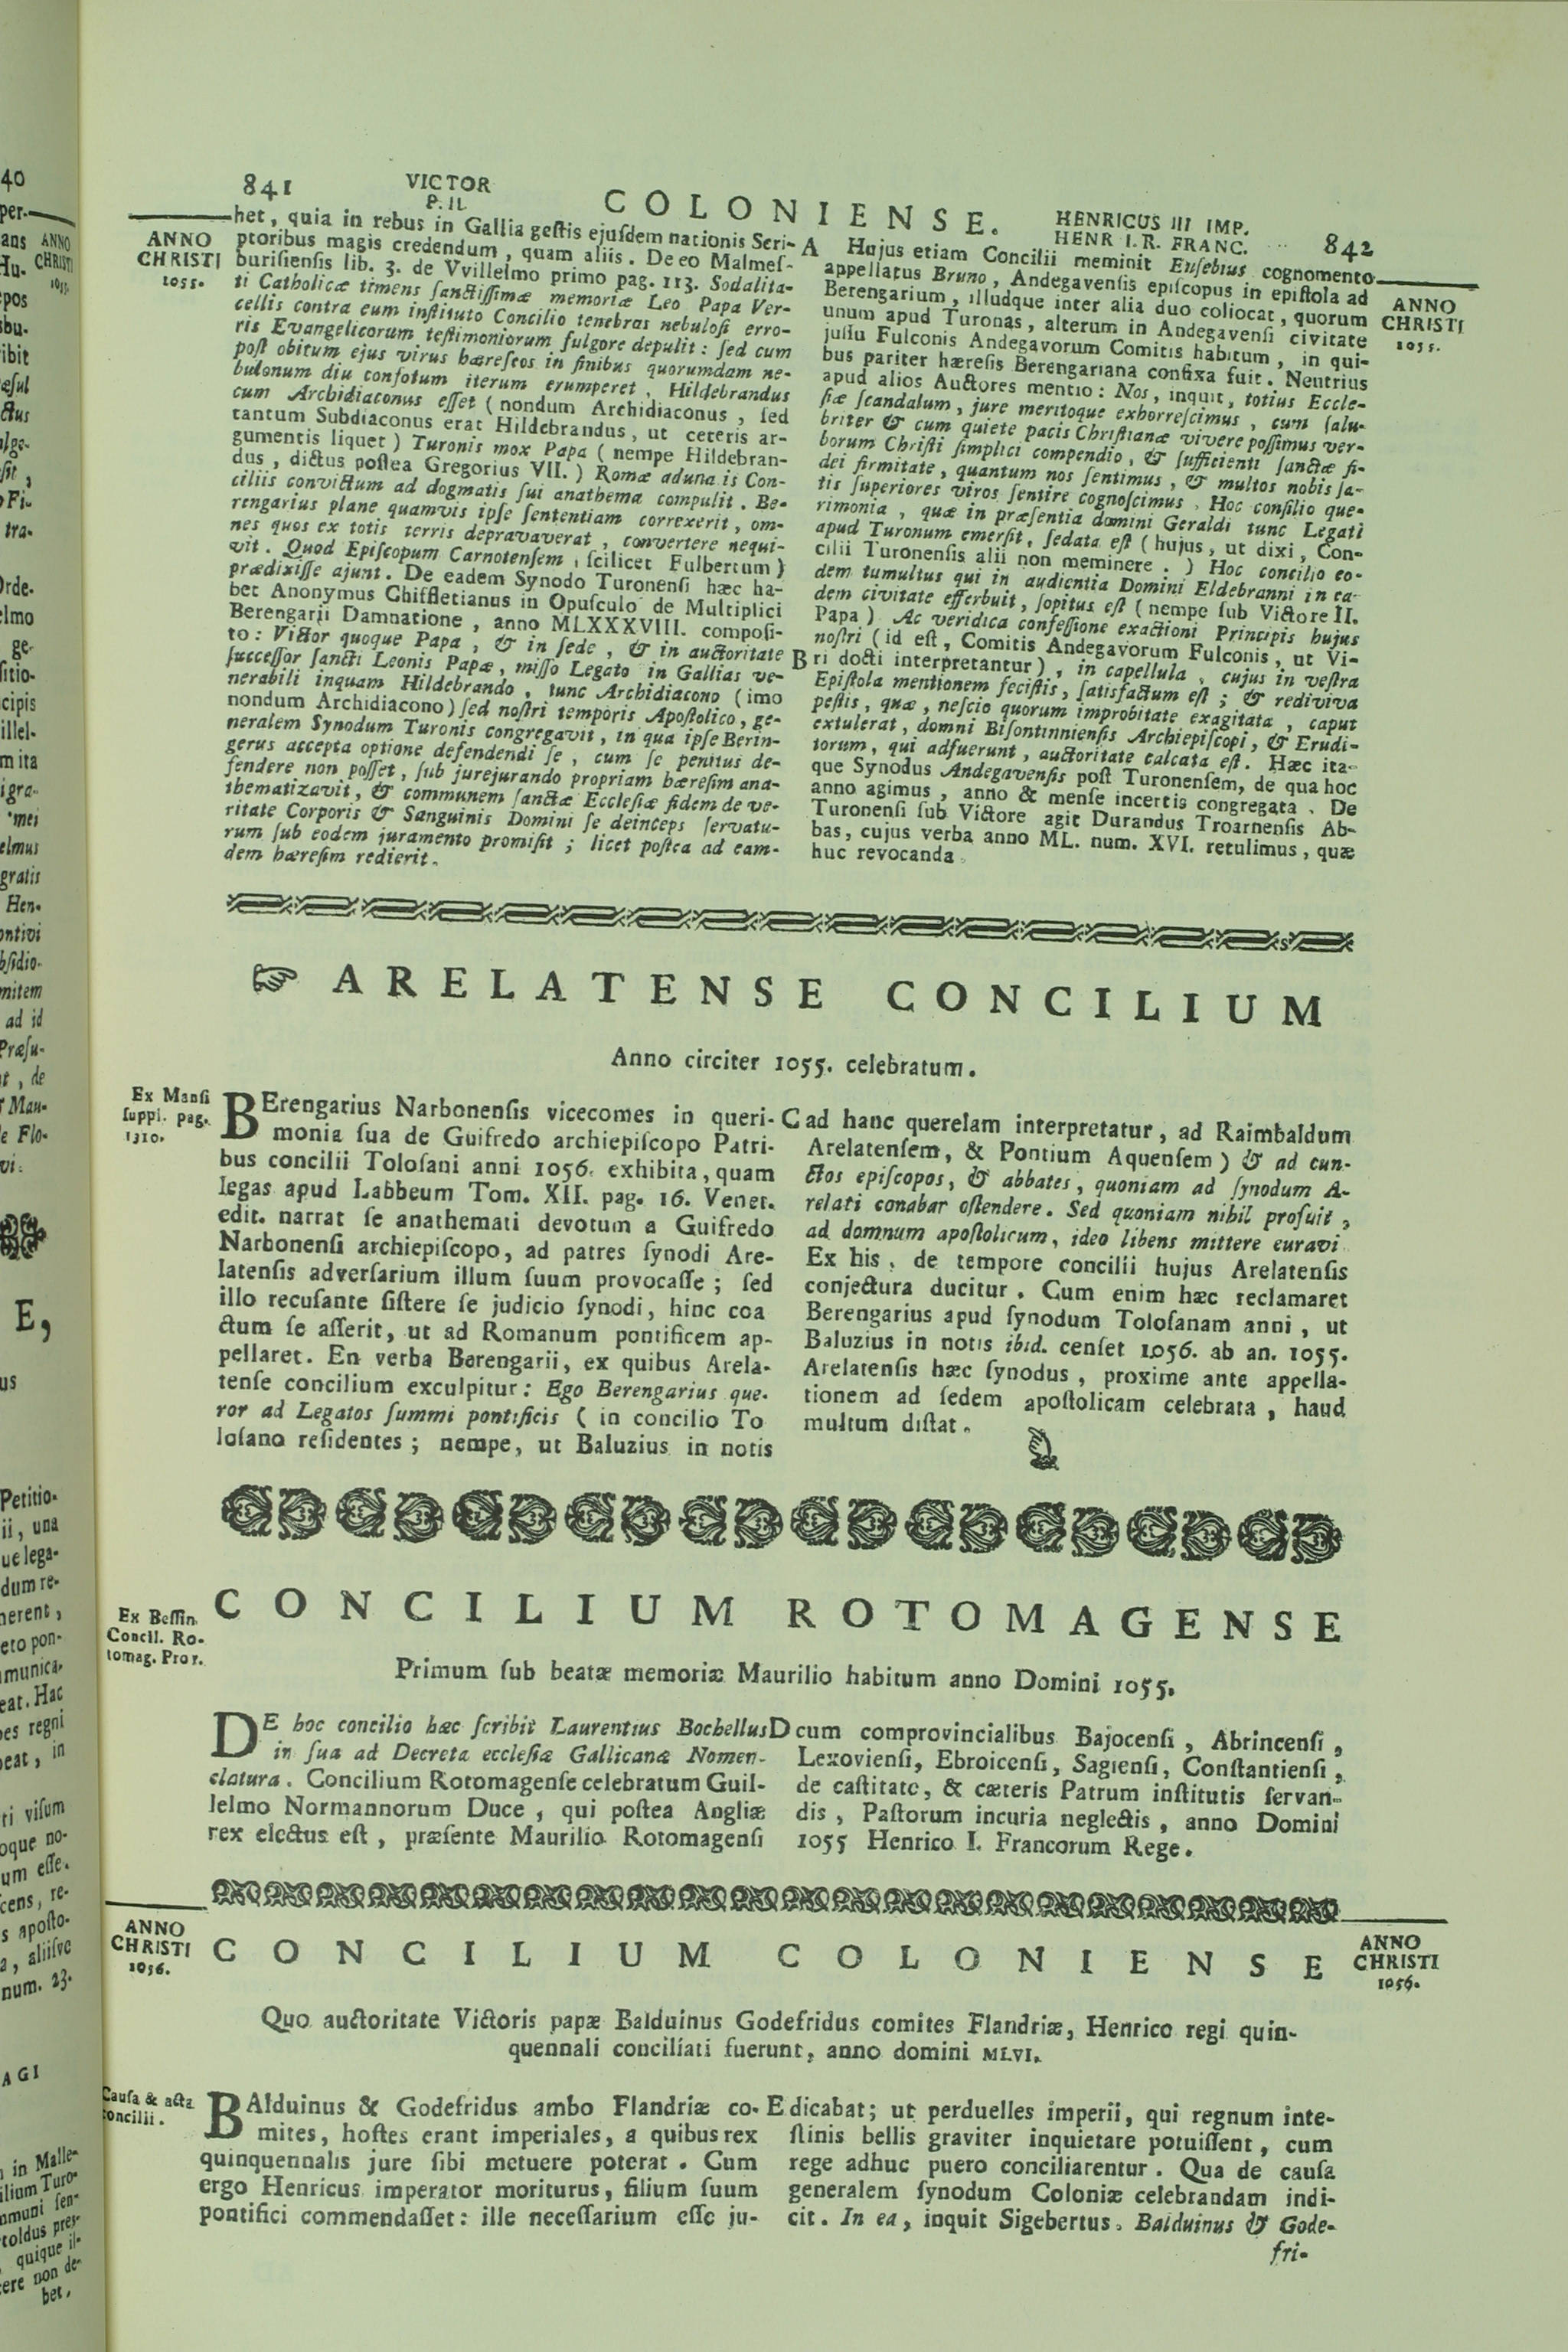 841
VICTOR
P. II.
COLONIENSE.
HENRICUS III IMP.
HENR I. R. FRANC.
842
ANNO
CHRISTI
1055.
bet, quia in rebus in Gallia geſtis ejuſdem nationis Scri-
ptoribus magis credendum, quam aliis. De eo Malmeſ-
buriſienſis lib. 3. de Vvillelmo primo pag. 113. Sodalita-
ti Catholicæ timens ſanctiſſimæ memoriæ Leo Papa Ver-
cellis contra eum inſtituto Concilio tenebras nebuloſi erro-
ris Evangelicorum teſtimoniorum fulgore depulit: ſed cum
poſt obitum ejus virus hæreſeos in finibus quorumdam ne-
bulonum diu confotum iterum erumperet, Hildebrandus
cum Archidiaconus eſſet (nondum Archidiaconus, ſed
tantum Subdiaconus erat Hildebrandus, ut ceteris ar-
gumentis liquet) Turonis mox Papa (nempe Hildebran-
dus, dictus poſtea Gregorius VII.) Romæ aduna is Con-
ciliis convictum ad dogmatis ſui anathema compulit. Be-
rengarius plane quamvis ipſe ſententiam correxerit, om-
nes quos ex totis terris depravaverat, convertere nequi-
vit. Quod Epiſcopum Carnotenſem, ſcilicet Fulbertum)
prædixiſſe ajunt. De eadem Synodo Turonenſi hæc ha-
bet Anonymus Chiffletianus in Opuſculo de Multiplici
Berengarii Damnatione, anno MLXXXVIII. compoſi-
to: Victor quoque Papa, & in ſede, & in auctoritate
ſucceſſor ſancti Leonis Papæ, miſſo Legato in Gallias ve-
nerabili inquam Hildebrando, tunc Archidiacono (imo
nondum Archidiacono) ſed noſtri temporis Apoſtolico, ge-
neralem Synodum Turonis congregavit, in qua ipſe Berin-
gerus accepta optione defendendi ſe, cum ſe penitus de-
fendere non poſſet, ſub jurejurando propriam hæreſim ana-
thematizavit, & communem ſanctæ Eccleſiæ fidem de ve-
ritate Corporis & Sanguinis Domini ſe deinceps ſervatu-
rum ſub eodem juramento promiſit; licet poſtea ad eam-
dem hæreſim redierit.
A Hujus etiam Concilii meminit Euſebius cognomento
appellatus Bruno, Andegavenſis epiſcopus in epiſtola ad
Berengarium, illudque inter alia duo collocat, quorum
unum apud Turonas, alterum in Andegavenſi civitate
juſſu Fulconis Andegavorum Comitis habitum, in qui-
bus pariter hæreſis Berengariana confixa fuit. Neutrius
apud alios Auctores mentio: Nos, inquit, totius Eccle-
ſiæ ſcandalum, jure meritoque exhorreſcimus, cum ſalu-
briter & cum quiete pacis Chriſtianæ vivere poſſimus ver-
borum Chriſti ſimplici compendio, & ſufficienti ſanctæ fi-
dei firmitate, quantum nos ſentimus, & multos nobis ſa-
tis ſuperiores viros ſentire cognoſcimus. Hoc conſilio que-
rimonia, quæ in præſentia domini Geraldi tunc Legati
apud Turonum emerſit, ſedata eſt (hujus, ut dixi, Con-
cilii Turonenſis alii non meminere.) Hoc concilio eo-
dem tumultus qui in audientia Domini Eldebranni in ea-
dem civitate efferbuit, ſopitus eſt (nempe ſub Victore II.
Papa) Ac veridica confeſſione exactioni Principis hujus
noſtri (id eſt, Comitis Andegavorum Fulconis, ut Vi-
B ri docti interpretantur), in capellula, cujus in veſtra
Epiſtola mentionem feciſtis, ſatisfactum eſt; & rediviva
peſtis, quæ, neſcio quorum improbitate exagitata, caput
extulerat, domni Biſontinnienſis Archiepiſcopi, & Erudi-
torum, qui adfuerunt, auctoritate calcata eſt. Hæc ita-
que Synodus Andegavenſis poſt Turonenſem, de qua hoc
anno agimus, anno & menſe incertis congregata. De
Turonenſi ſub Victore agit Durandus Troarnenſis Ab-
bas, cujus verba anno ML. num. XVI. retulimus, quæ
huc revocanda.
ANNO
CHRISTI
1055.
☞ ARELATENSE CONCILIUM
Anno circiter 1055. celebratum.
Ex Manſi
ſuppl. pag.
1310.
BErengarius Narbonenſis vicecomes in queri-
monia ſua de Guifredo archiepiſcopo Patri-
bus concilii Toloſani anni 1056. exhibita, quam
legas apud Labbeum Tom. XII. pag. 16. Venet.
edit. narrat ſe anathemati devotum a Guifredo
Narbonenſi archiepiſcopo, ad patres ſynodi Are-
latenſis adverſarium illum ſuum provocaſſe; ſed
illo recuſante ſiſtere ſe judicio ſynodi, hinc coa
ctum ſe aſſerit, ut ad Romanum pontificem ap-
pellaret. En verba Berengarii, ex quibus Arela-
tenſe concilium exculpitur: Ego Berengarius que-
ror ad Legatos ſummi pontificis (in concilio To
loſano reſidentes; nempe, ut Baluzius in notis
C ad hanc querelam interpretatur, ad Raimbaldum
Arelatenſem, & Pontium Aquenſem) & ad cun-
ctos epiſcopos, & abbates, quoniam ad ſynodum A-
relati conabar oſtendere. Sed quoniam nihil profuit,
ad domnum apoſtolicum, ideo libens mittere curavi
Ex his, de tempore concilii hujus Arelatenſis
conjectura ducitur. Cum enim hæc reclamaret
Berengarius apud ſynodum Toloſanam anni, ut
Baluzius in notis ibid. cenſet 1056. ab an. 1055.
Arelatenſis hæc ſynodus, proxime ante appella-
tionem ad ſedem apoſtolicam celebrata, haud
multum diſtat.
CONCILIUM ROTOMAGENSE
Ex Beſſin.
Concil. Ro-
tomag. Pror.
Primum ſub beatæ memoriæ Maurilio habitum anno Domini 1055.
DE hoc concilio hæc ſcribit Laurentius Bochellus
in ſua ad Decreta eccleſiæ Gallicanæ Nomen-
clatura. Concilium Rotomagenſe celebratum Guil-
lelmo Normannorum Duce, qui poſtea Angliæ
rex electus eſt, præſente Maurilio Rotomagenſi
D cum comprovincialibus Bajocenſi, Abrincenſi,
Lexovienſi, Ebroicenſi, Sagienſi, Conſtantienſi,
de caſtitate, & cæteris Patrum inſtitutis ſervan-
dis, Paſtorum incuria neglectis, anno Domini
1055 Henrico I. Francorum Rege.
ANNO
CHRISTI
1056.
CONCILIUM COLONIENSE
ANNO
CHRISTI
1056.
Quo auctoritate Victoris papæ Balduinus Godefridus comites Flandriæ, Henrico regi quin-
quennali conciliati fuerunt, anno domini MLVI.
Cauſa & acta
concilii.
BAlduinus & Godefridus ambo Flandriæ co-
mites, hoſtes erant imperiales, a quibus rex
quinquennalis jure ſibi metuere poterat. Cum
ergo Henricus imperator moriturus, filium ſuum
pontifici commendaſſet: ille neceſſarium eſſe ju-
E dicabat; ut perduelles imperii, qui regnum inte-
ſtinis bellis graviter inquietare potuiſſent, cum
rege adhuc puero conciliarentur. Qua de cauſa
generalem ſynodum Coloniæ celebrandam indi-
cit. In ea, inquit Sigebertus, Balduinus & Gode-
fri-